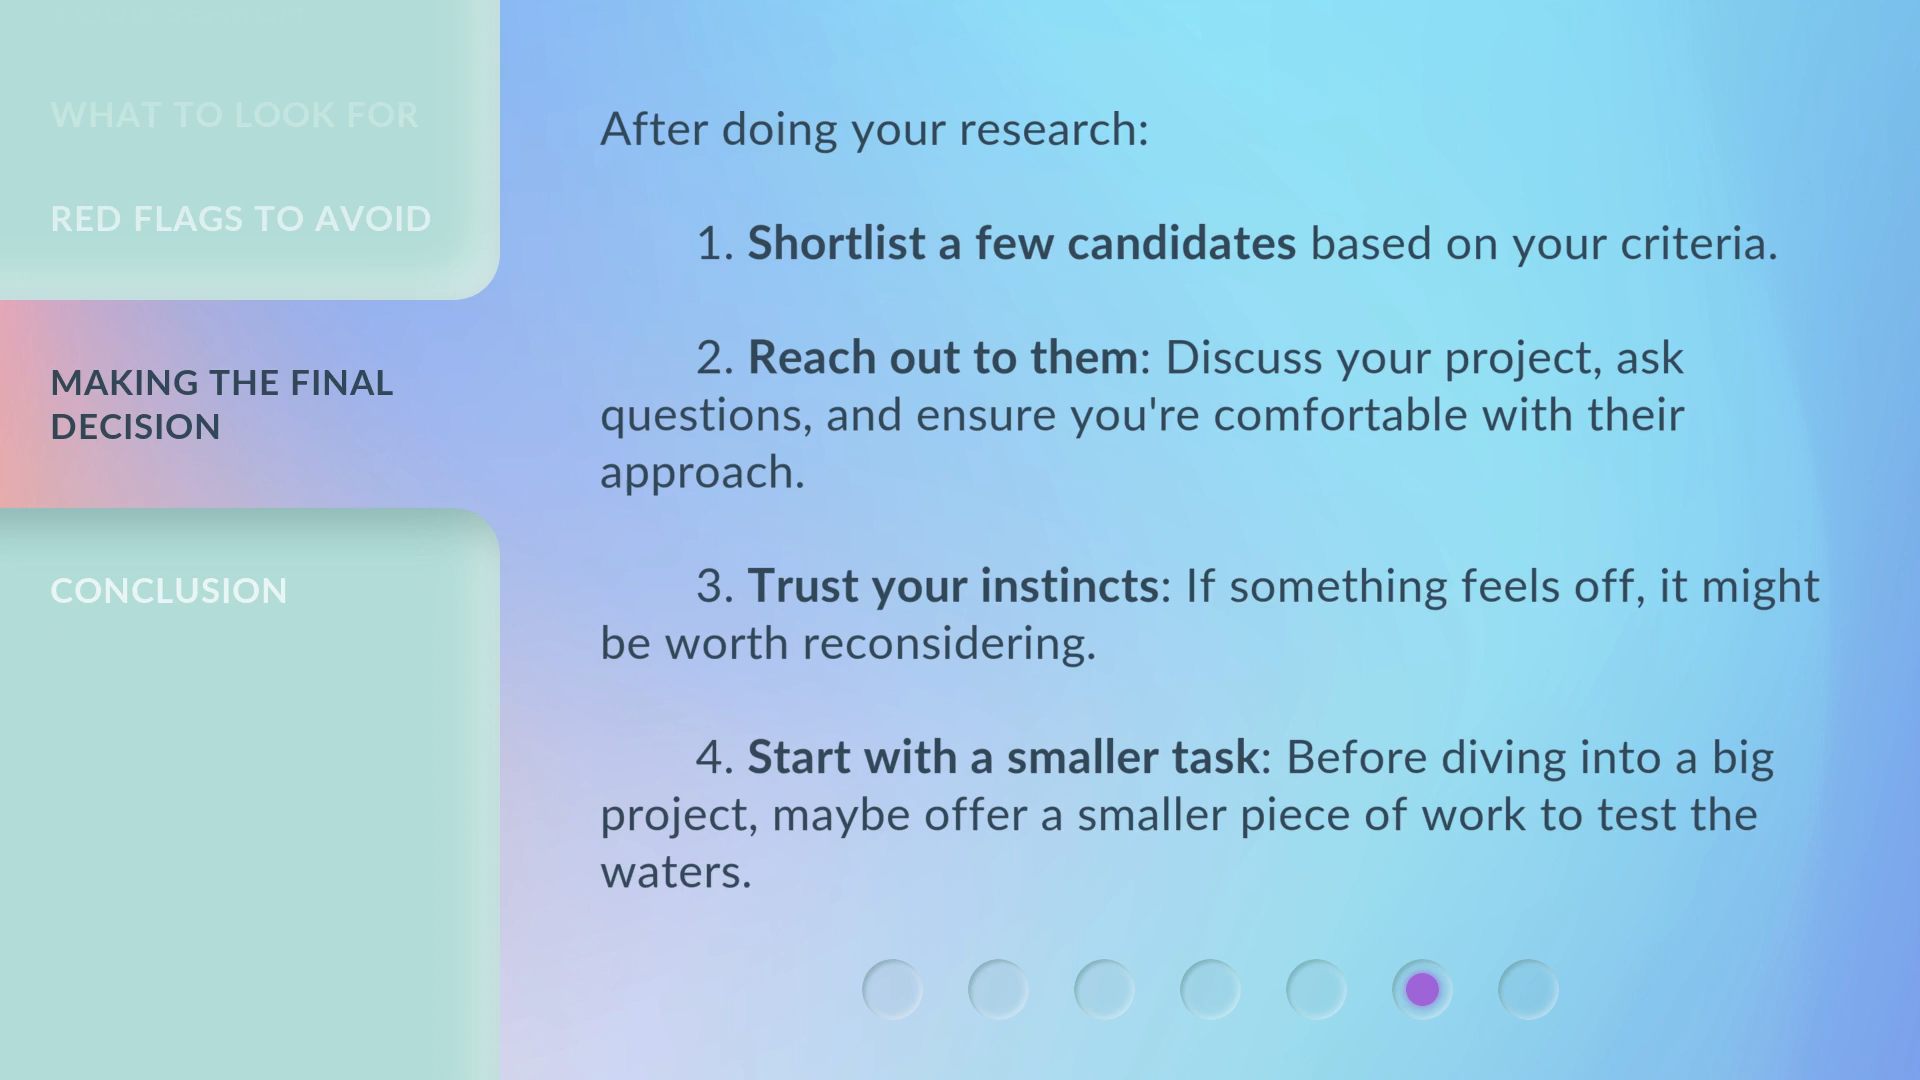 WHAT TO LOOK FOR
RED FLAGS TO AVOID
MAKING THE FINAL
DECISION
CONCLUSION
After doing your research:
1. Shortlist a few candidates based on your criteria.
2. Reach out to them: Discuss your project, ask
questions, and ensure you're comfortable with their
approach.
3. Trust your instincts: If something feels off, it might
be worth reconsidering.
4. Start with a smaller task: Before diving into a big
project, maybe offer a smaller piece of work to test the
waters.